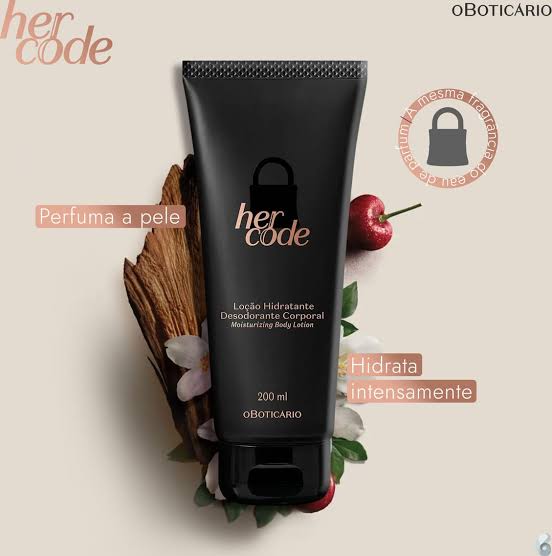 her
code
oBOTICÁRIO
A mesma fragrância do eau de parfum
Perfuma a pele
her
code
Loção Hidratante
Desodorante Corporal
Moisturizing Body Lotion
Hidrata
intensamente
200 ml
oBOTICÁRIO